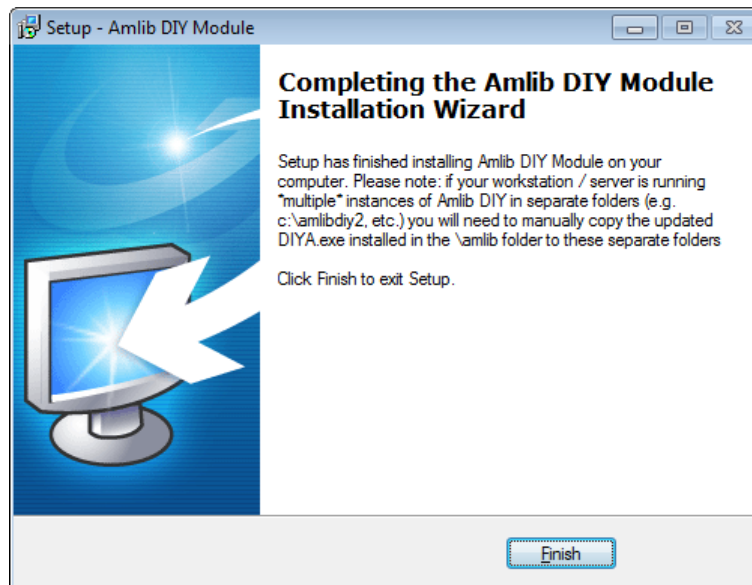 Setup - Amlib DIY Module
Completing the Amlib DIY Module
Installation Wizard
Setup has finished installing Amlib DIY Module on your
computer. Please note: if your workstation / server is running
*multiple* instances of Amlib DIY in separate folders (e.g.
c:\amlibdiy2, etc.) you will need to manually copy the updated
DIYA.exe installed in the \amlib folder to these separate folders
Click Finish to exit Setup.
Finish